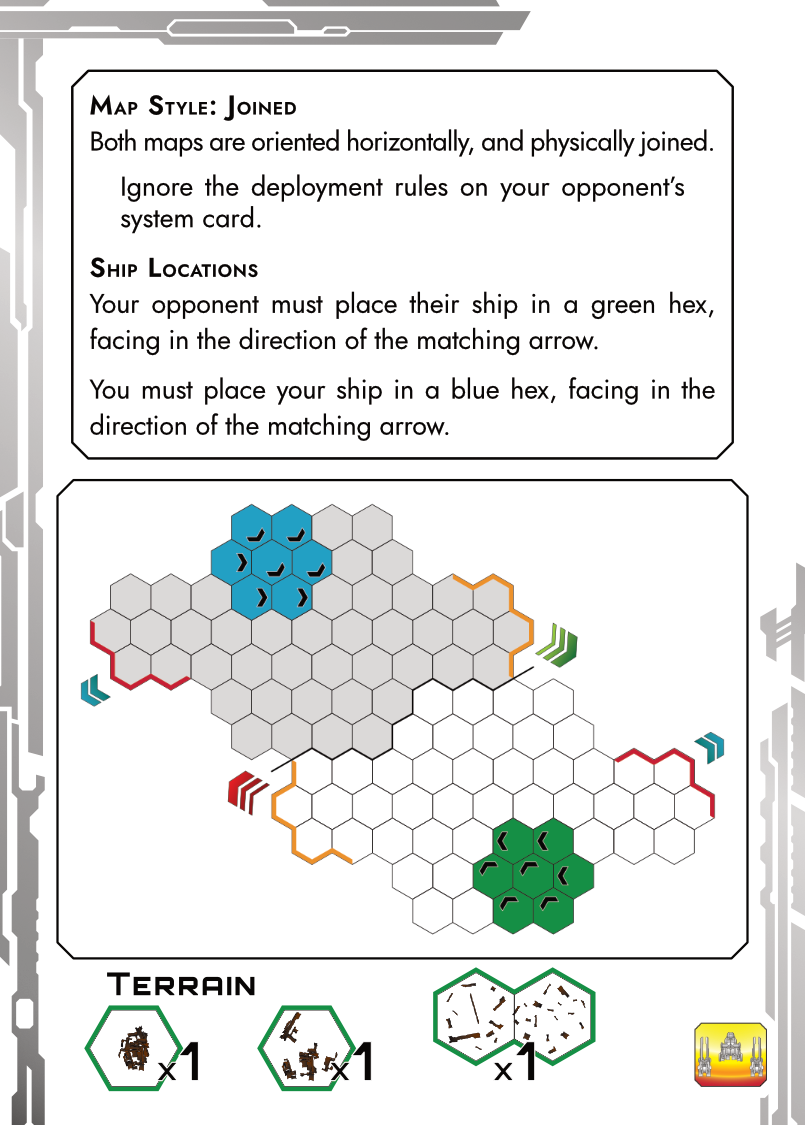 Map Style: Joined
Both maps are oriented horizontally, and physically joined.
Ignore the deployment rules on your opponent’s
system card.
Ship Locations
Your opponent must place their ship in a green hex,
facing in the direction of the matching arrow.
You must place your ship in a blue hex, facing in the
direction of the matching arrow.
Terrain
x1
x1
x1